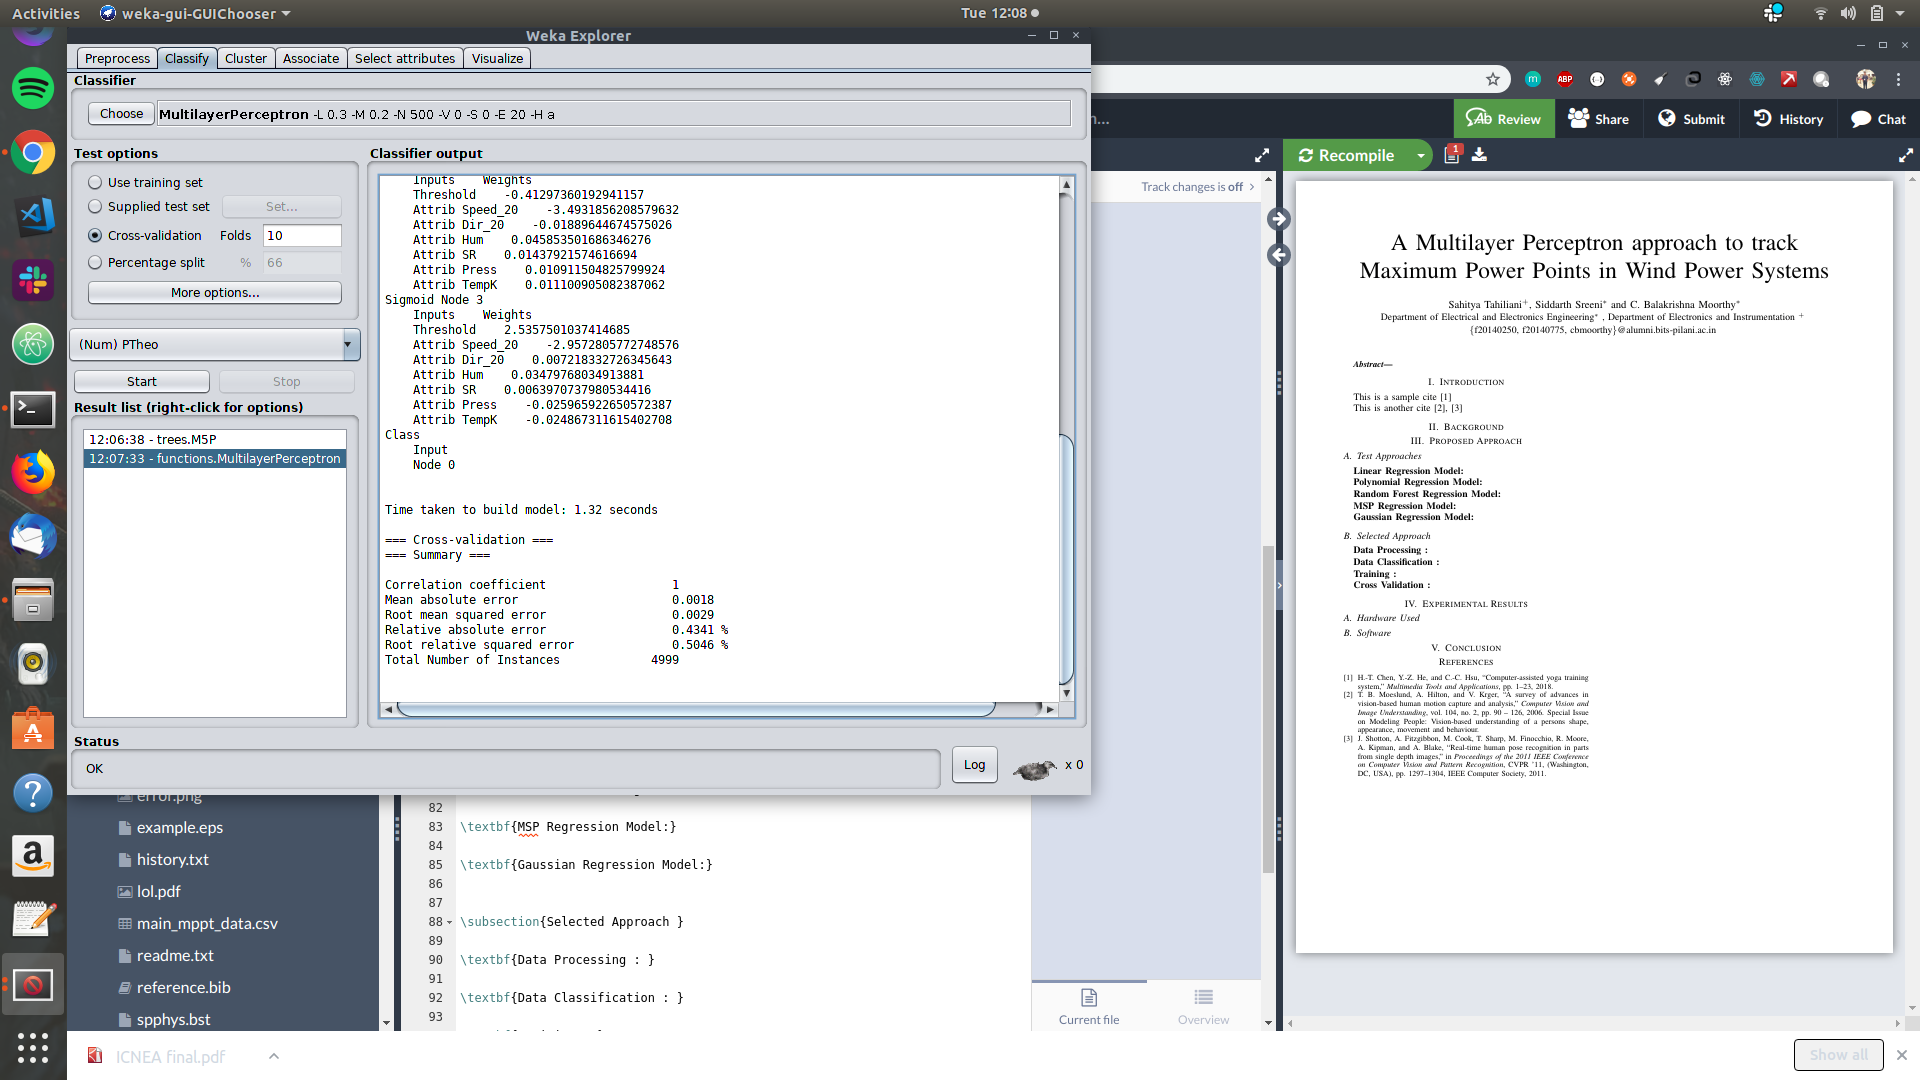 Activities
weka-gui-GUIChooser
Tue 12:08
Weka Explorer
Preprocess
Classify
Cluster
Associate
Select attributes
Visualize
Classifier
Choose
MultilayerPerceptron -L 0.3 -M 0.2 -N 500 -V 0 -S 0 -E 20 -H a
Test options
Use training set
Supplied test set
Set...
Cross-validation Folds 10
Percentage split % 66
More options...
(Num) PTheo
Start
Stop
Result list (right-click for options)
12:06:38 - trees.M5P
12:07:33 - functions.MultilayerPerceptron
Classifier output
Inputs Weights
Threshold -0.41297360192941157
Attrib Speed_20 -3.4931856208579632
Attrib Dir_20 -0.01889644674575026
Attrib Hum 0.045853501686346276
Attrib SR 0.01437921574616694
Attrib Press 0.010911504825799924
Attrib TempK 0.011100905082387062
Sigmoid Node 3
Inputs Weights
Threshold 2.5357501037414685
Attrib Speed_20 -2.9572805772748576
Attrib Dir_20 0.007218332726345643
Attrib Hum 0.03479768034913881
Attrib SR 0.0063970737980534416
Attrib Press -0.025965922650572387
Attrib TempK -0.024867311615402708
Class
Input
Node 0
Time taken to build model: 1.32 seconds
=== Cross-validation ===
=== Summary ===
Correlation coefficient 1
Mean absolute error 0.0018
Root mean squared error 0.0029
Relative absolute error 0.4341 %
Root relative squared error 0.5046 %
Total Number of Instances 4999
Status
OK
Log
x 0
ABP
n...
Review
Share
Submit
History
Chat
Recompile
1
Track changes is off
A Multilayer Perceptron approach to track
Maximum Power Points in Wind Power Systems
Sahitya Tahiliani+, Siddarth Sreeni* and C. Balakrishna Moorthy*
Department of Electrical and Electronics Engineering* , Department of Electronics and Instrumentation +
{f20140250, f20140775, cbmoorthy}@alumni.bits-pilani.ac.in
Abstract—
I. Introduction
This is a sample cite [1]
This is another cite [2], [3]
II. Background
III. Proposed Approach
A. Test Approaches
Linear Regression Model:
Polynomial Regression Model:
Random Forest Regression Model:
MSP Regression Model:
Gaussian Regression Model:
B. Selected Approach
Data Processing :
Data Classification :
Training :
Cross Validation :
IV. Experimental Results
A. Hardware Used
B. Software
V. Conclusion
References
[1] H.-T. Chen, Y.-Z. He, and C.-C. Hsu, “Computer-assisted yoga training
system,” Multimedia Tools and Applications, pp. 1–23, 2018.
[2] T. B. Moeslund, A. Hilton, and V. Krger, “A survey of advances in
vision-based human motion capture and analysis,” Computer Vision and
Image Understanding, vol. 104, no. 2, pp. 90 – 126, 2006. Special Issue
on Modeling People: Vision-based understanding of a persons shape,
appearance, movement and behaviour.
[3] J. Shotton, A. Fitzgibbon, M. Cook, T. Sharp, M. Finocchio, R. Moore,
A. Kipman, and A. Blake, “Real-time human pose recognition in parts
from single depth images,” in Proceedings of the 2011 IEEE Conference
on Computer Vision and Pattern Recognition, CVPR '11, (Washington,
DC, USA), pp. 1297–1304, IEEE Computer Society, 2011.
error.png
example.eps
history.txt
lol.pdf
main_mppt_data.csv
readme.txt
reference.bib
spphys.bst
82
83 \textbf{MSP Regression Model:}
84
85 \textbf{Gaussian Regression Model:}
86
87
88 \subsection{Selected Approach }
89
90 \textbf{Data Processing : }
91
92 \textbf{Data Classification : }
93
Current file
Overview
ICNEA final.pdf
Show all